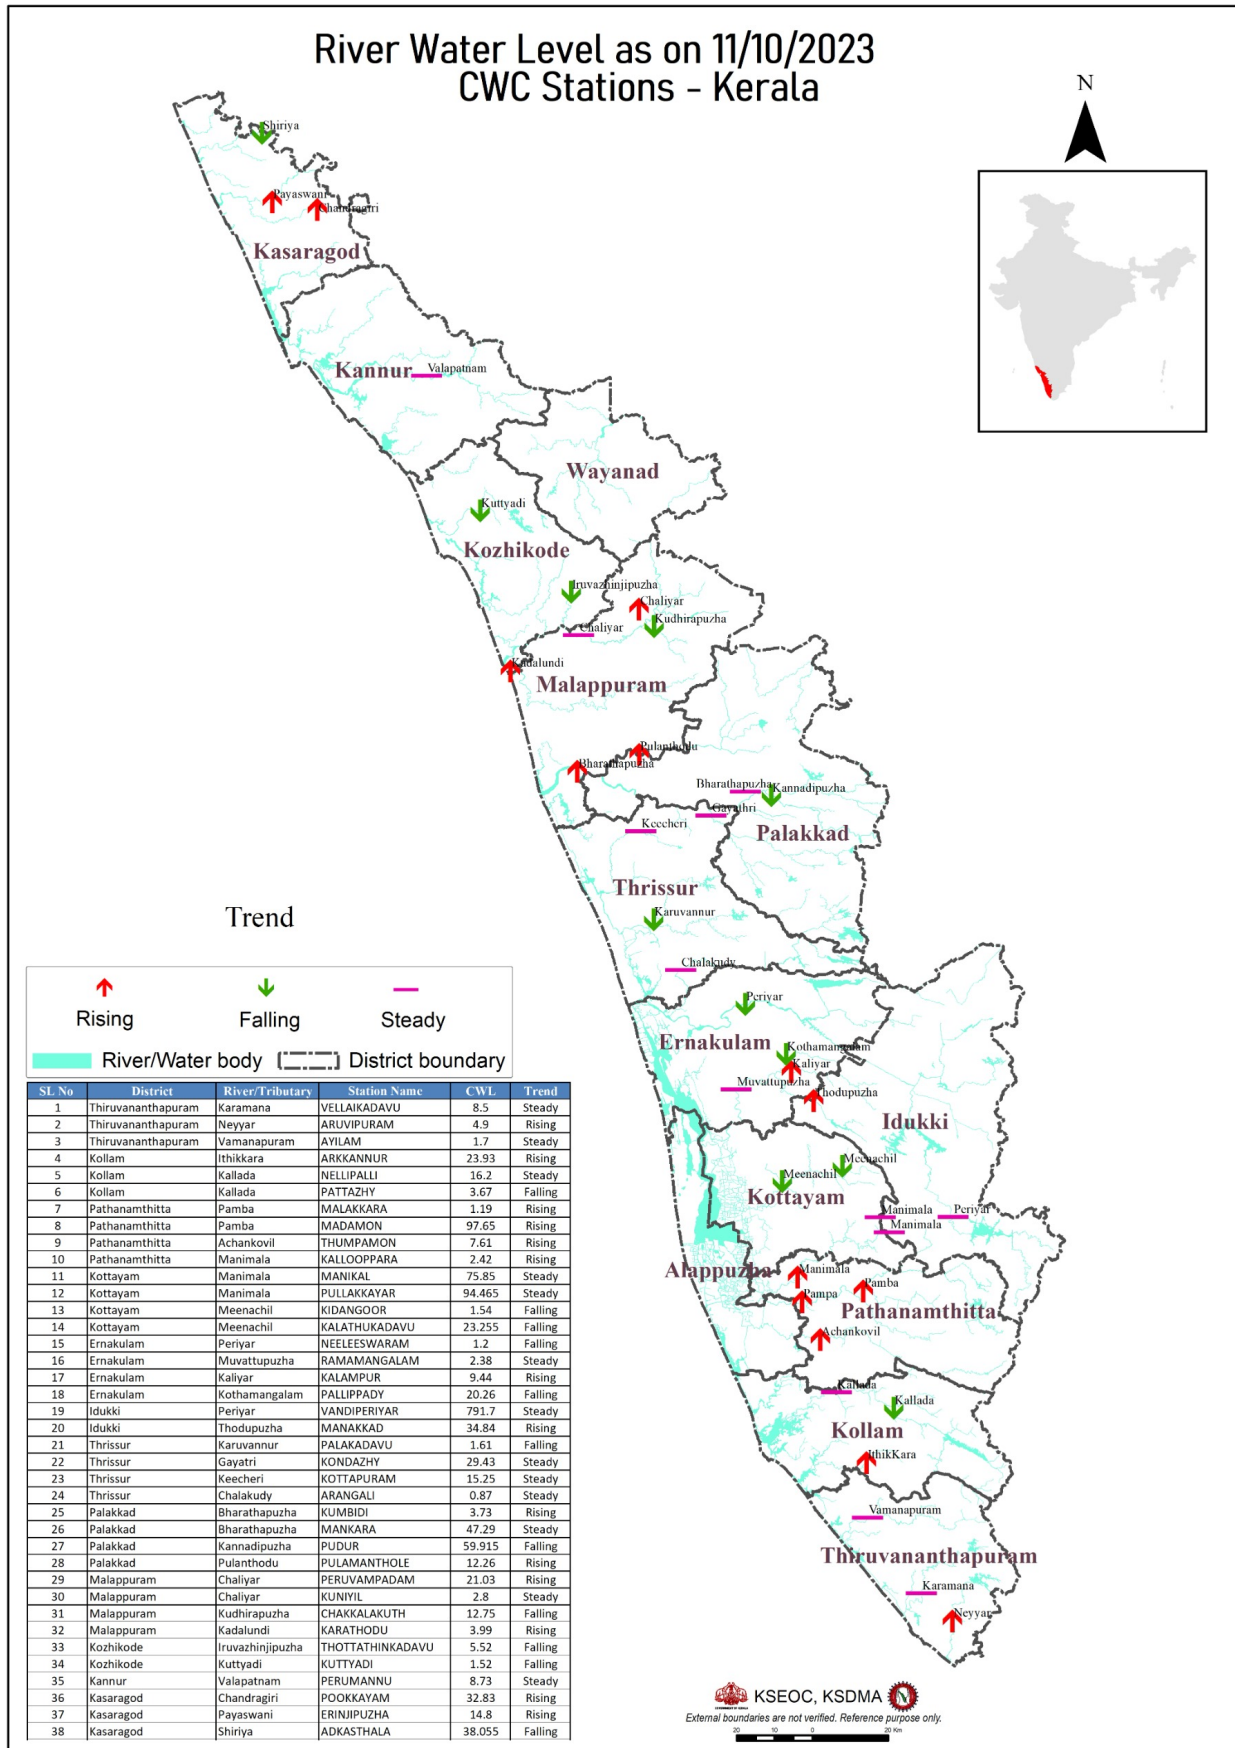 River Water Level as on 11/10/2023
CWC Stations - Kerala
N
Shiriya
Payaswani
Chandragiri
Kasaragod
Kannur
Valapatnam
Wayanad
Kuttyadi
Kozhikode
Iruvazhinjipuzha
Chaliyar
Kudhirapuzha
Chaliyar
Kadalundi
Malappuram
Pulanthodu
Bharathapuzha
Bharathapuzha
Kannadipuzha
Gayathri
Keecheri
Palakkad
Thrissur
Karuvannur
Chalakudy
Periyar
Ernakulam
Kothamangalam
Kaliyar
Muvattupuzha
Thodupuzha
Idukki
Meenachil
Meenachil
Kottayam
Manimala
Periyar
Manimala
Alappuzha
Manimala
Pamba
Pampa
Pathanamthitta
Achankovil
Kallada
Kallada
Kollam
IthikKara
Vamanapuram
Thiruvananthapuram
Karamana
Neyyar
Trend
Rising Falling Steady
River/Water body District boundary
SL No District River/Tributary Station Name CWL Trend
1 Thiruvananthapuram Karamana VELLAIKADAVU 8.5 Steady
2 Thiruvananthapuram Neyyar ARUVIPURAM 4.9 Rising
3 Thiruvananthapuram Vamanapuram AYILAM 1.7 Steady
4 Kollam Ithikkara ARKKANNUR 23.93 Rising
5 Kollam Kallada NELLIPALLI 16.2 Steady
6 Kollam Kallada PATTAZHY 3.67 Falling
7 Pathanamthitta Pamba MALAKKARA 1.19 Rising
8 Pathanamthitta Pamba MADAMON 97.65 Rising
9 Pathanamthitta Achankovil THUMPAMON 7.61 Rising
10 Pathanamthitta Manimala KALLOOPPARA 2.42 Rising
11 Kottayam Manimala MANIKAL 75.85 Steady
12 Kottayam Manimala PULLAKKAYAR 94.465 Steady
13 Kottayam Meenachil KIDANGOOR 1.54 Falling
14 Kottayam Meenachil KALATHUKADAVU 23.255 Falling
15 Ernakulam Periyar NEELEESWARAM 1.2 Falling
16 Ernakulam Muvattupuzha RAMAMANGALAM 2.38 Steady
17 Ernakulam Kaliyar KALAMPUR 9.44 Rising
18 Ernakulam Kothamangalam PALLIPPADY 20.26 Falling
19 Idukki Periyar VANDIPERIYAR 791.7 Steady
20 Idukki Thodupuzha MANAKKAD 34.84 Rising
21 Thrissur Karuvannur PALAKADAVU 1.61 Falling
22 Thrissur Gayatri KONDAZHY 29.43 Steady
23 Thrissur Keecheri KOTTAPURAM 15.25 Steady
24 Thrissur Chalakudy ARANGALI 0.87 Steady
25 Palakkad Bharathapuzha KUMBIDI 3.73 Rising
26 Palakkad Bharathapuzha MANKARA 47.29 Steady
27 Palakkad Kannadipuzha PUDUR 59.915 Falling
28 Palakkad Pulanthodu PULAMANTHOLE 12.26 Rising
29 Malappuram Chaliyar PERUVAMPADAM 21.03 Rising
30 Malappuram Chaliyar KUNIYIL 2.8 Steady
31 Malappuram Kudhirapuzha CHAKKALAKUTH 12.75 Falling
32 Malappuram Kadalundi KARATHODU 3.99 Rising
33 Kozhikode Iruvazhinjipuzha THOTTATHINKADAVU 5.52 Falling
34 Kozhikode Kuttyadi KUTTYADI 1.52 Falling
35 Kannur Valapatnam PERUMANNU 8.73 Steady
36 Kasaragod Chandragiri POOKKAYAM 32.83 Rising
37 Kasaragod Payaswani ERINJIPUZHA 14.8 Rising
38 Kasaragod Shiriya ADKASTHALA 38.055 Falling
KSEOC, KSDMA
External boundaries are not verified. Reference purpose only.
20 10 0 20 Km